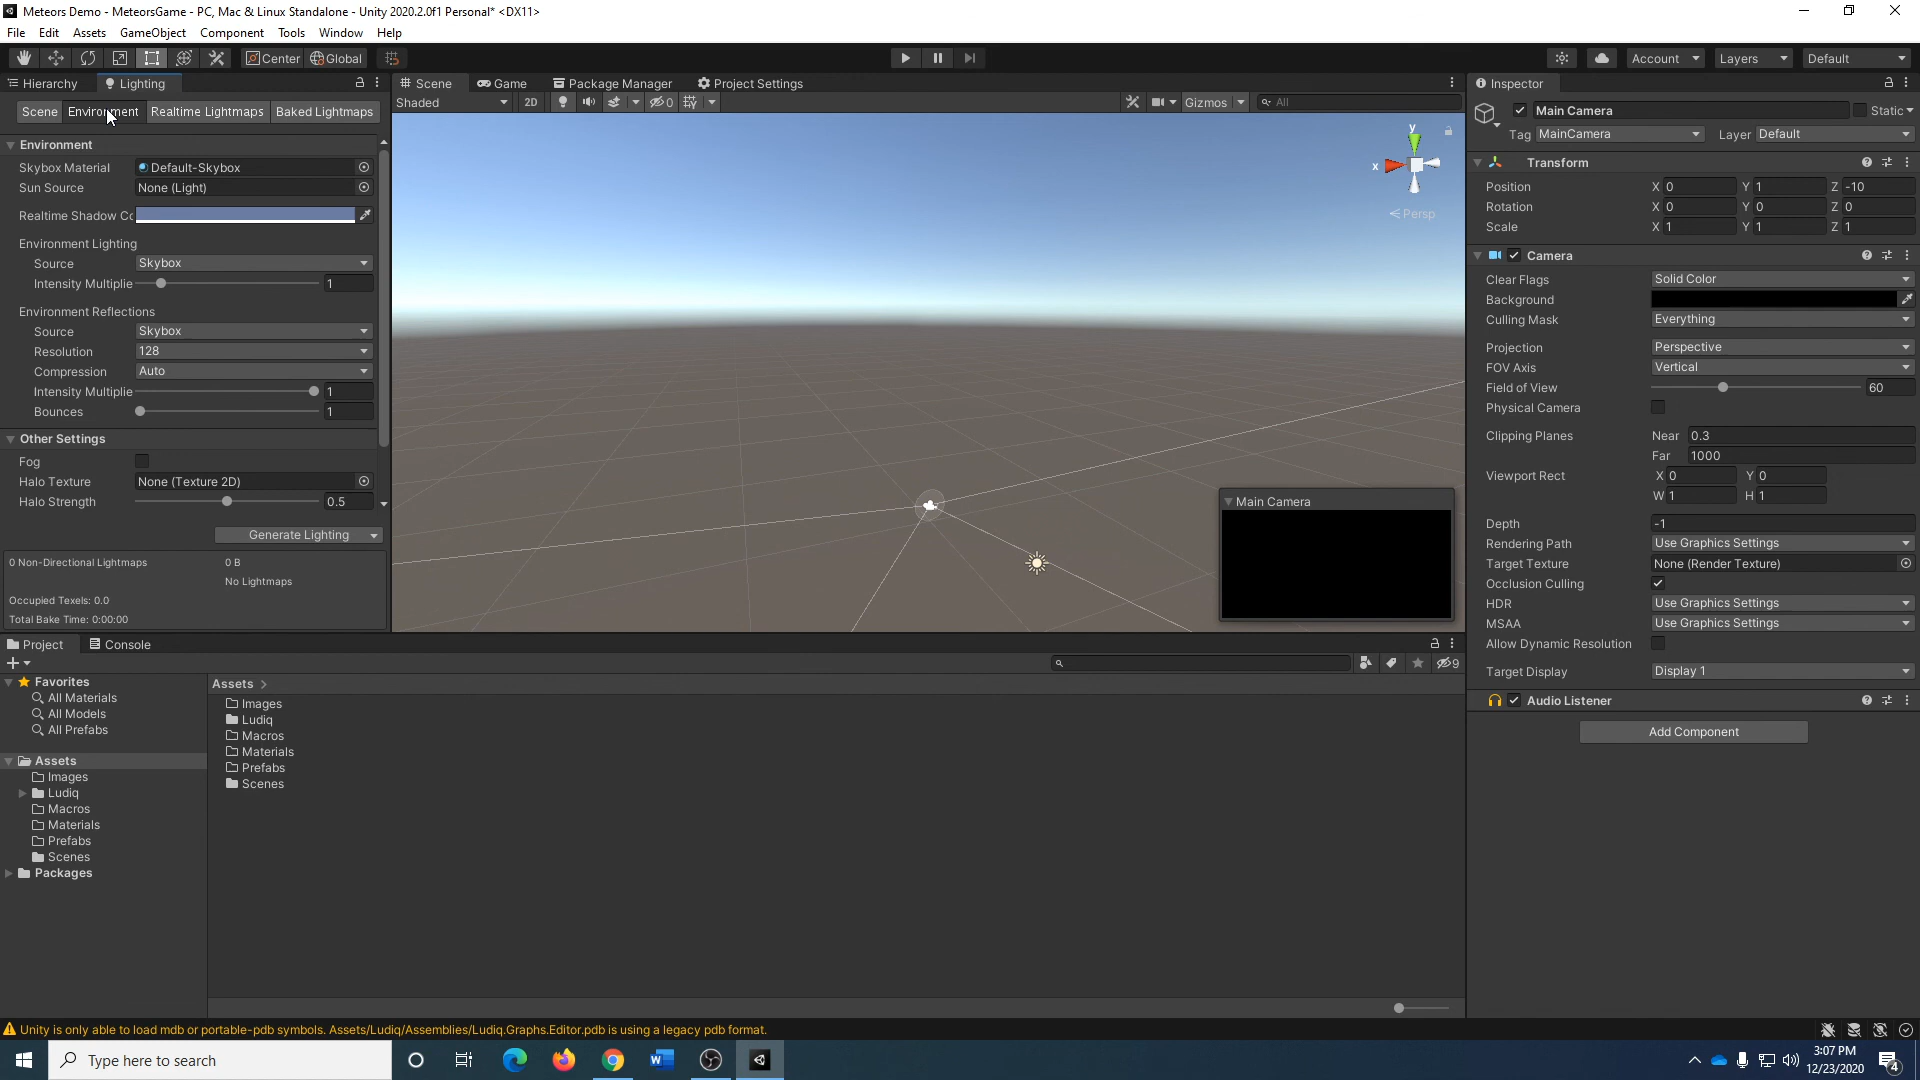 Meteors Demo - MeteorsGame - PC, Mac & Linux Standalone - Unity 2020.2.0f1 Personal* <DX11>
File Edit Assets GameObject Component Tools Window Help
Center Global Account Layers Default
Hierarchy Lighting
Scene Environment Realtime Lightmaps Baked Lightmaps
Environment
Skybox Material Default-Skybox
Sun Source None (Light)
Realtime Shadow Cc
Environment Lighting
Source Skybox
Intensity Multiplie 1
Environment Reflections
Source Skybox
Resolution 128
Compression Auto
Intensity Multiplie 1
Bounces 1
Other Settings
Fog
Halo Texture None (Texture 2D)
Halo Strength 0.5
Generate Lighting
0 Non-Directional Lightmaps 0 B
No Lightmaps
Occupied Texels: 0.0
Total Bake Time: 0:00:00
Scene Game Package Manager Project Settings
Shaded 2D 0 Gizmos All
y
x
Persp
Main Camera
Inspector
Main Camera Static
Tag MainCamera Layer Default
Transform
Position X 0 Y 1 Z -10
Rotation X 0 Y 0 Z 0
Scale X 1 Y 1 Z 1
Camera
Clear Flags Solid Color
Background
Culling Mask Everything
Projection Perspective
FOV Axis Vertical
Field of View 60
Physical Camera
Clipping Planes Near 0.3
Far 1000
Viewport Rect X 0 Y 0
W 1 H 1
Depth -1
Rendering Path Use Graphics Settings
Target Texture None (Render Texture)
Occlusion Culling
HDR Use Graphics Settings
MSAA Use Graphics Settings
Allow Dynamic Resolution
Target Display Display 1
Audio Listener
Add Component
Project Console
9
Favorites
All Materials
All Models
All Prefabs
Assets
Images
Ludiq
Macros
Materials
Prefabs
Scenes
Packages
Assets >
Images
Ludiq
Macros
Materials
Prefabs
Scenes
Unity is only able to load mdb or portable-pdb symbols. Assets/Ludiq/Assemblies/Ludiq.Graphs.Editor.pdb is using a legacy pdb format.
Type here to search
3:07 PM
12/23/2020
4